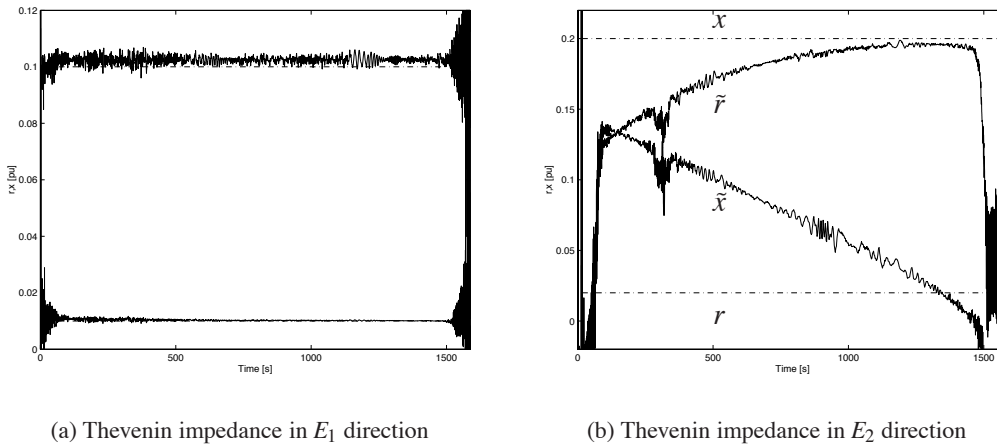 0.12
0.1
0.08
0.06
0.04
0.02
0
r,x [pu]
0 500 1000 1500
Time [s]
(a) Thevenin impedance in E₁ direction
x
0.2
0.15
0.1
0.05
0
r,x [pu]
r̃
x̃
r
0 500 1000 1500
Time [s]
(b) Thevenin impedance in E₂ direction